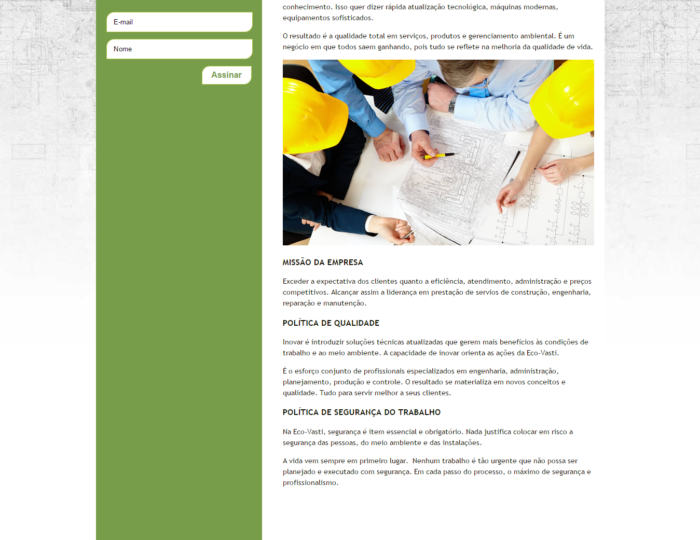 E-mail
Nome
Assinar
conhecimento. Isso quer dizer rápida atualização tecnológica, máquinas modernas,
equipamentos sofisticados.
O resultado é a qualidade total em serviços, produtos e gerenciamento ambiental. É um
negócio em que todos saem ganhando, pois tudo se reflete na melhoria da qualidade de vida.
MISSÃO DA EMPRESA
Exceder a expectativa dos clientes quanto a eficiência, atendimento, administração e preços
competitivos. Alcançar assim a liderança em prestação de servios de construção, engenharia,
reparação e manutenção.
POLÍTICA DE QUALIDADE
Inovar é introduzir soluções técnicas atualizadas que gerem mais benefícios às condições de
trabalho e ao meio ambiente. A capacidade de inovar orienta as ações da Eco-Vasti.
É o esforço conjunto de profissionais especializados em engenharia, administração,
planejamento, produção e controle. O resultado se materializa em novos conceitos e
qualidade. Tudo para servir melhor a seus clientes.
POLÍTICA DE SEGURANÇA DO TRABALHO
Na Eco-Vasti, segurança é item essencial e obrigatório. Nada justifica colocar em risco a
segurança das pessoas, do meio ambiente e das instalações.
A vida vem sempre em primeiro lugar.  Nenhum trabalho é tão urgente que não possa ser
planejado e executado com segurança. Em cada passo do processo, o máximo de segurança e
profissionalismo.